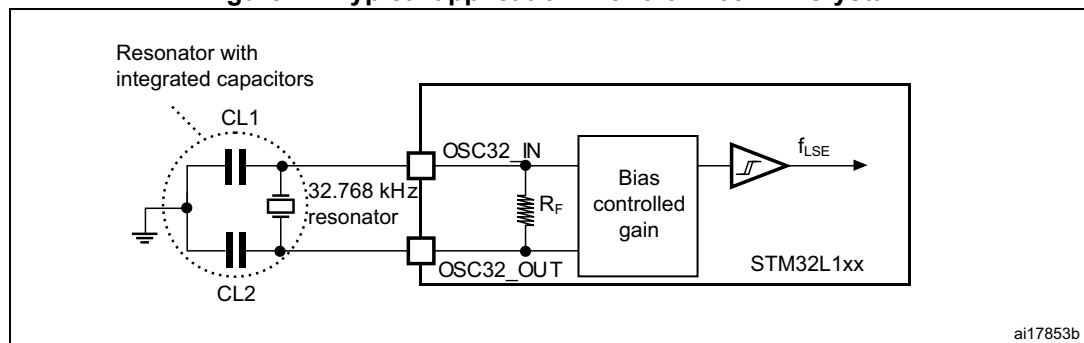 Resonator with
integrated capacitors
CL1
OSC32_IN
32.768 kHz
resonator
R_F
Bias
controlled
gain
f_LSE
OSC32_OUT
STM32L1xx
CL2
ai17853b